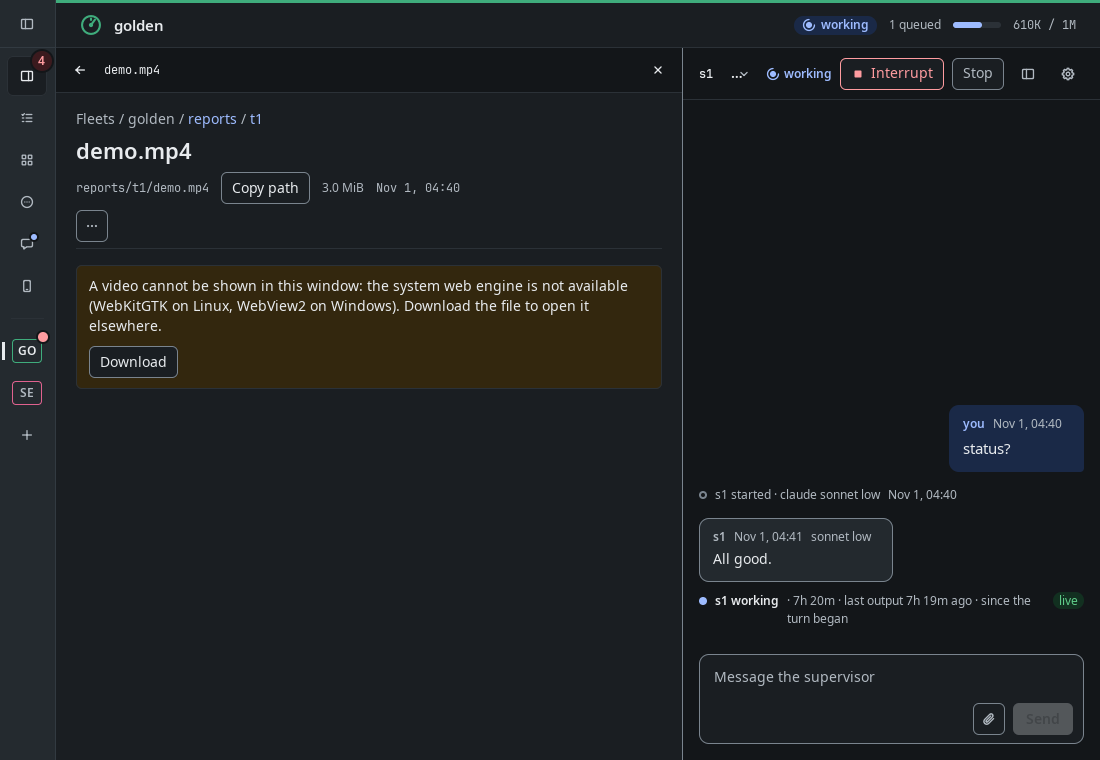 golden
working
1 queued
610K / 1M
4
demo.mp4
s1
...
working
Interrupt
Stop
Fleets / golden / reports / t1
demo.mp4
reports/t1/demo.mp4
Copy path
3.0 MiB
Nov 1, 04:40
...
A video cannot be shown in this window: the system web engine is not available
(WebKitGTK on Linux, WebView2 on Windows). Download the file to open it
elsewhere.
Download
GO
SE
you Nov 1, 04:40
status?
s1 started · claude sonnet low Nov 1, 04:40
s1 Nov 1, 04:41 sonnet low
All good.
s1 working · 7h 20m · last output 7h 19m ago · since the
turn began
live
Message the supervisor
Send